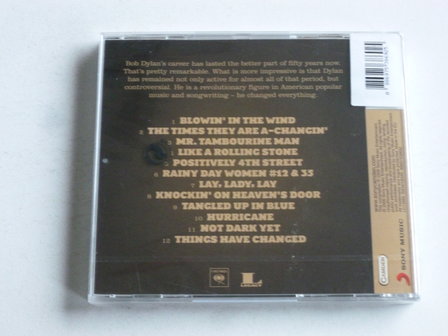 Bob Dylan's career has lasted the better part of fifty years now.
That's pretty remarkable. What is more impressive is that Dylan
has remained not only active for almost all of that period, but
controversial. He is a revolutionary figure in American popular
music and songwriting – he changed everything.
1 BLOWIN' IN THE WIND
2 THE TIMES THEY ARE A-CHANGIN'
3 MR. TAMBOURINE MAN
4 LIKE A ROLLING STONE
5 POSITIVELY 4TH STREET
6 RAINY DAY WOMEN #12 & 35
7 LAY, LADY, LAY
8 KNOCKIN' ON HEAVEN'S DOOR
9 TANGLED UP IN BLUE
10 HURRICANE
11 NOT DARK YET
12 THINGS HAVE CHANGED
COLUMBIA
LEGACY
CAMDEN
SONY MUSIC